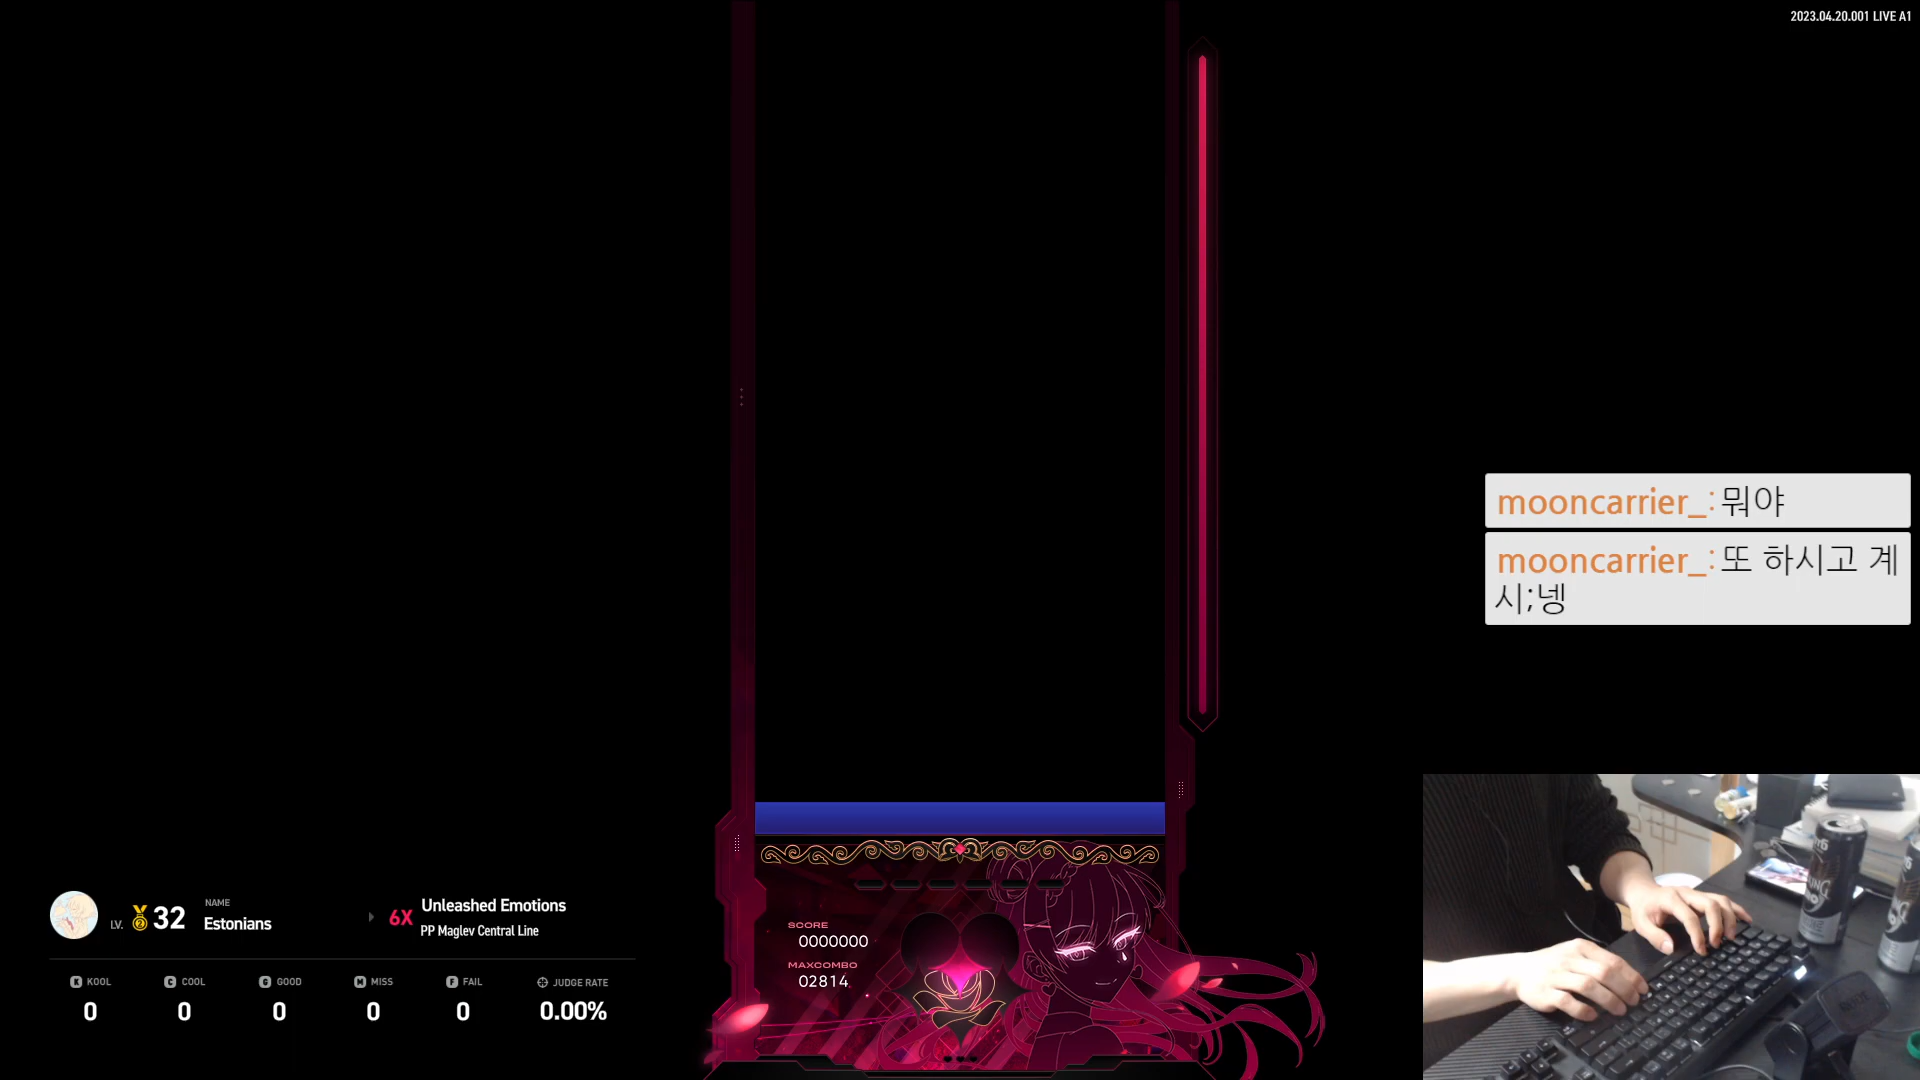 2023.04.20.001 LIVE A1
mooncarrier_: 뭐야
mooncarrier_: 또 하시고 계
시;넹
LV. 32
NAME
Estonians
6X
Unleashed Emotions
PP Maglev Central Line
KOOL
COOL
GOOD
MISS
FAIL
JUDGE RATE
0
0
0
0
0
0.00%
SCORE
0000000
MAXCOMBO
02814